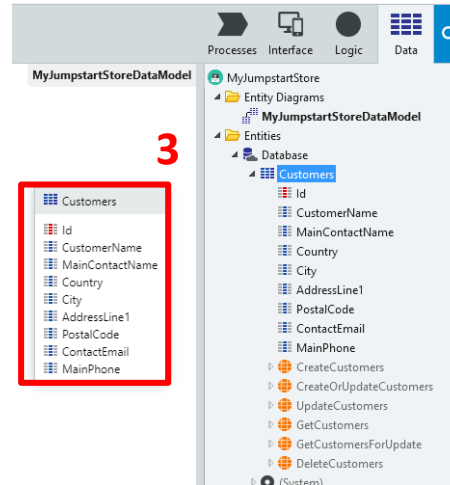 Processes Interface Logic Data
MyJumpstartStoreDataModel
MyJumpstartStore
Entity Diagrams
MyJumpstartStoreDataModel
Entities
Database
Customers
Id
CustomerName
MainContactName
Country
City
AddressLine1
PostalCode
ContactEmail
MainPhone
CreateCustomers
CreateOrUpdateCustomers
UpdateCustomers
GetCustomers
GetCustomersForUpdate
DeleteCustomers
(System)
3
Customers
Id
CustomerName
MainContactName
Country
City
AddressLine1
PostalCode
ContactEmail
MainPhone